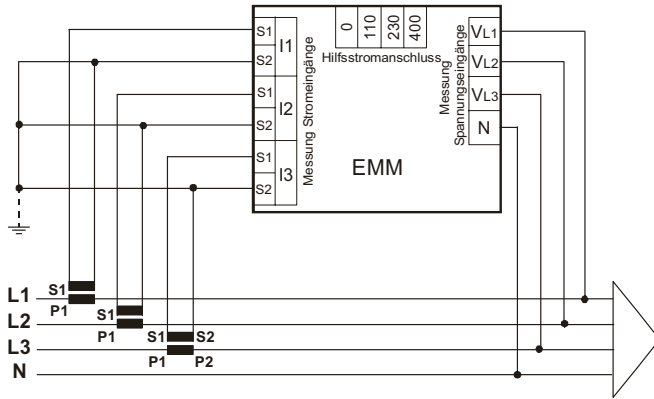 0 110 230 400
Hilfsstromanschluss
S1
S2
I1
S1
S2
I2
S1
S2
I3
Messung Stromeingänge
Messung
Spannungseingänge
VL1
VL2
VL3
N
EMM
L1 S1 P1
L2 S1 P1
L3 S1 S2 P1 P2
N